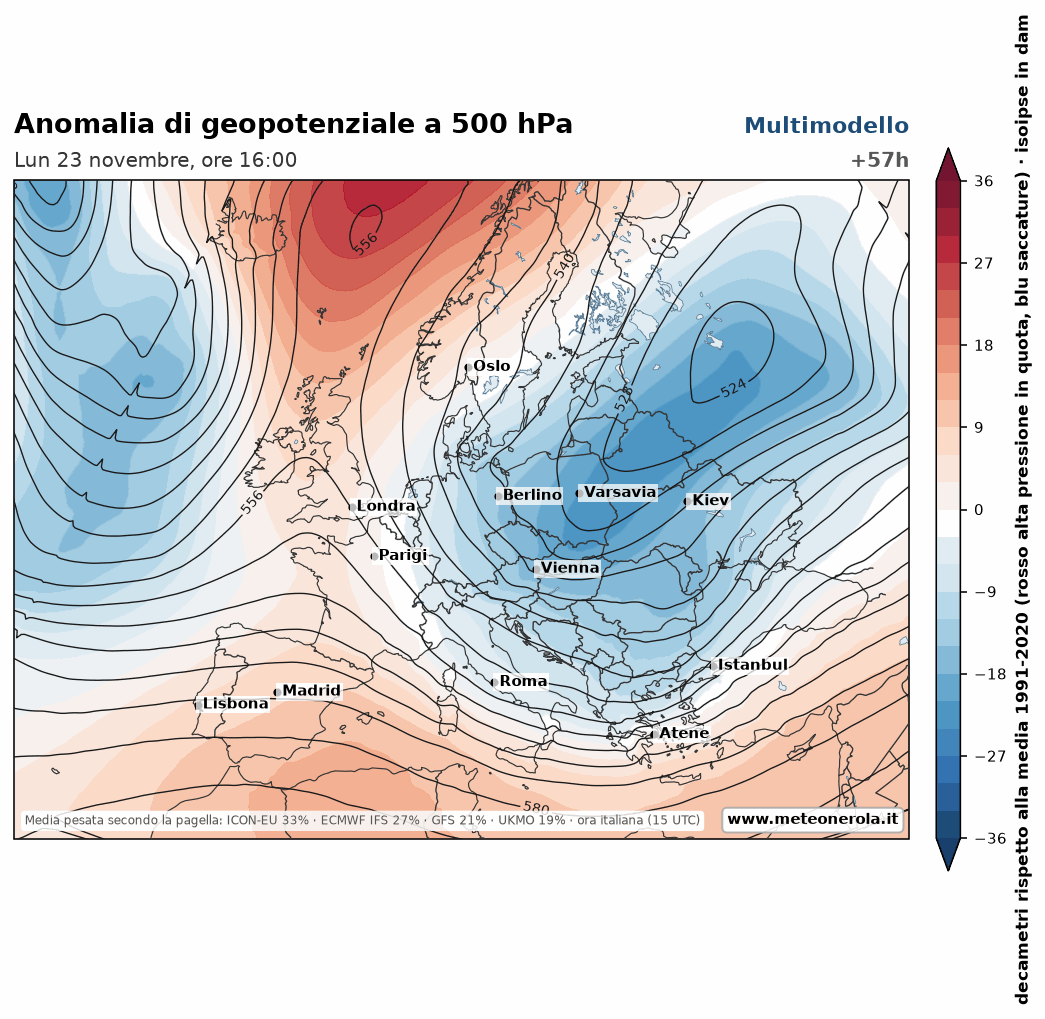 Anomalia di geopotenziale a 500 hPa
Multimodello
Lun 23 novembre, ore 16:00
+57h
556
540
Oslo
524
528
556
Londra
Berlino
Varsavia
Kiev
Parigi
Vienna
Istanbul
Roma
Madrid
Lisbona
Atene
580
Media pesata secondo la pagella: ICON-EU 33% · ECMWF IFS 27% · GFS 21% · UKMO 19% · ora italiana (15 UTC)
www.meteonerola.it
36
27
18
9
0
−9
−18
−27
−36
decametri rispetto alla media 1991-2020 (rosso alta pressione in quota, blu saccature) · isoipse in dam